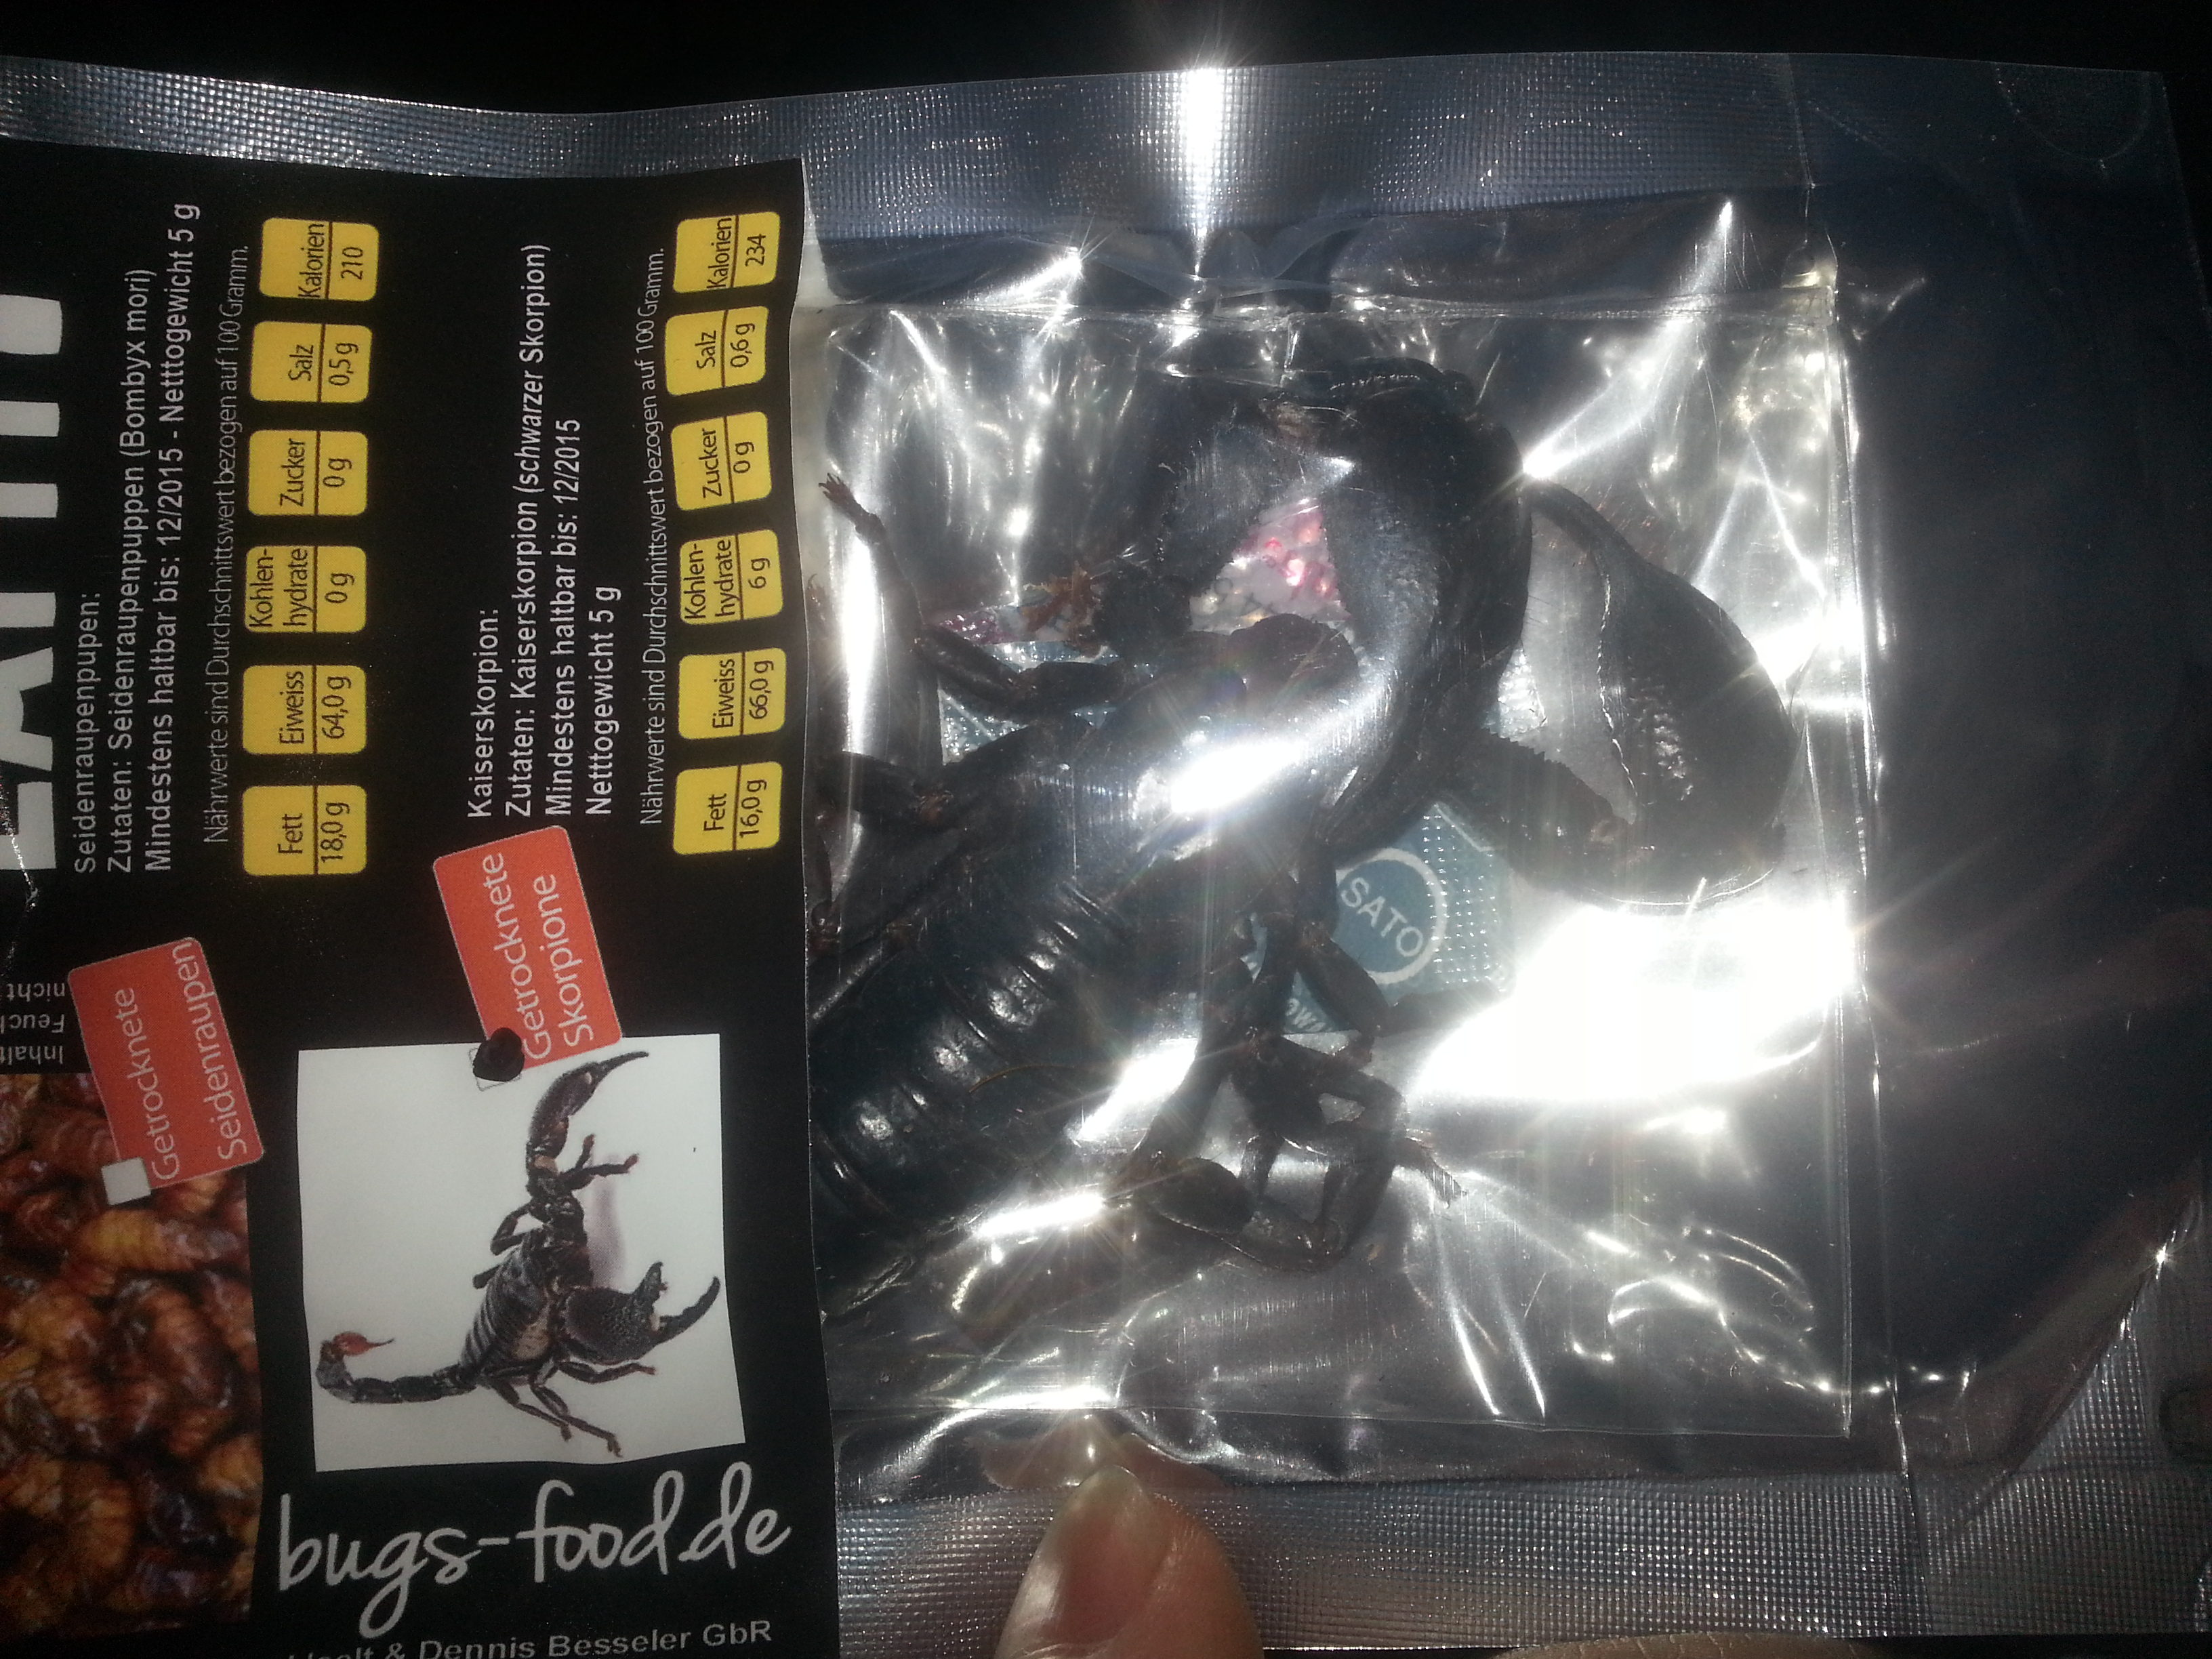 Seidenraupenpupen:
Zutaten: Seidenraupenpuppen (Bombyx mori)
Mindestens haltbar bis: 12/2015 - Netttogewicht 5 g
Nährwerte sind Durchschnittswert bezogen auf 100 Gramm.
Fett Eiweiss Kohlen-hydrate Zucker Salz Kalorien
18,0 g 64,0 g 0 g 0 g 0,5 g 210
Kaiserskorpion:
Zutaten: Kaiserskorpion (schwarzer Skorpion)
Mindestens haltbar bis: 12/2015
Netttogewicht 5 g
Nährwerte sind Durchschnittswert bezogen auf 100 Gramm.
Fett Eiweiss Kohlen-hydrate Zucker Salz Kalorien
16,0 g 66,0 g 6 g 0 g 0,6 g 234
Getrocknete
Seidenraupen
Getrocknete
Skorpione
nicht
bugs-food.de
& Dennis Besseler GbR
SATO